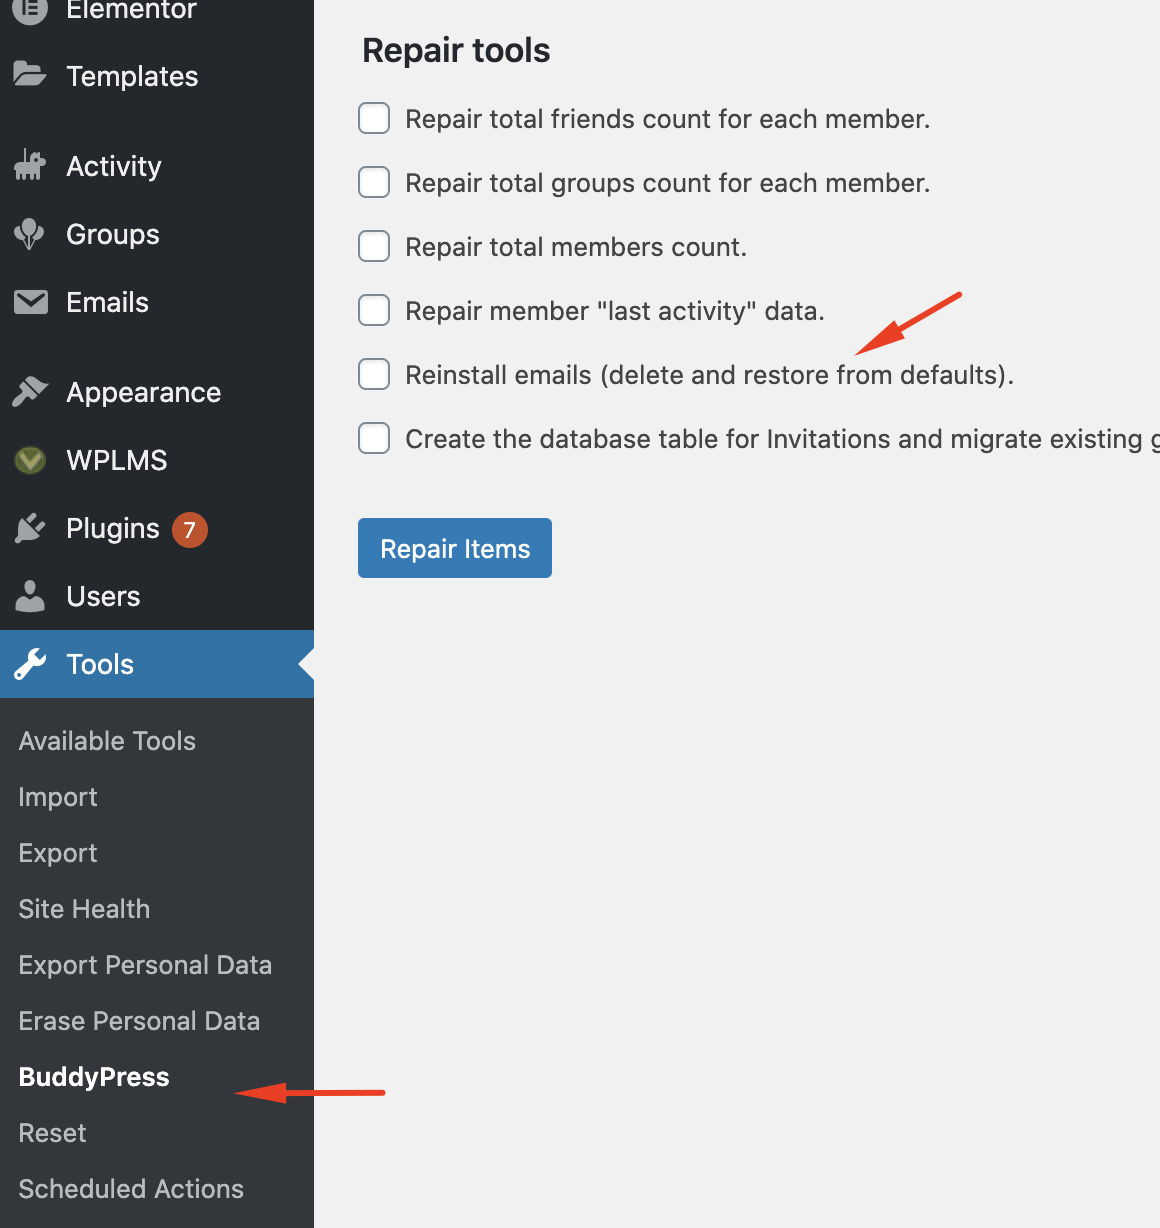 Elementor
Templates
Activity
Groups
Emails
Appearance
WPLMS
Plugins 7
Users
Tools
Available Tools
Import
Export
Site Health
Export Personal Data
Erase Personal Data
BuddyPress
Reset
Scheduled Actions
Repair tools
Repair total friends count for each member.
Repair total groups count for each member.
Repair total members count.
Repair member "last activity" data.
Reinstall emails (delete and restore from defaults).
Create the database table for Invitations and migrate existing
Repair Items